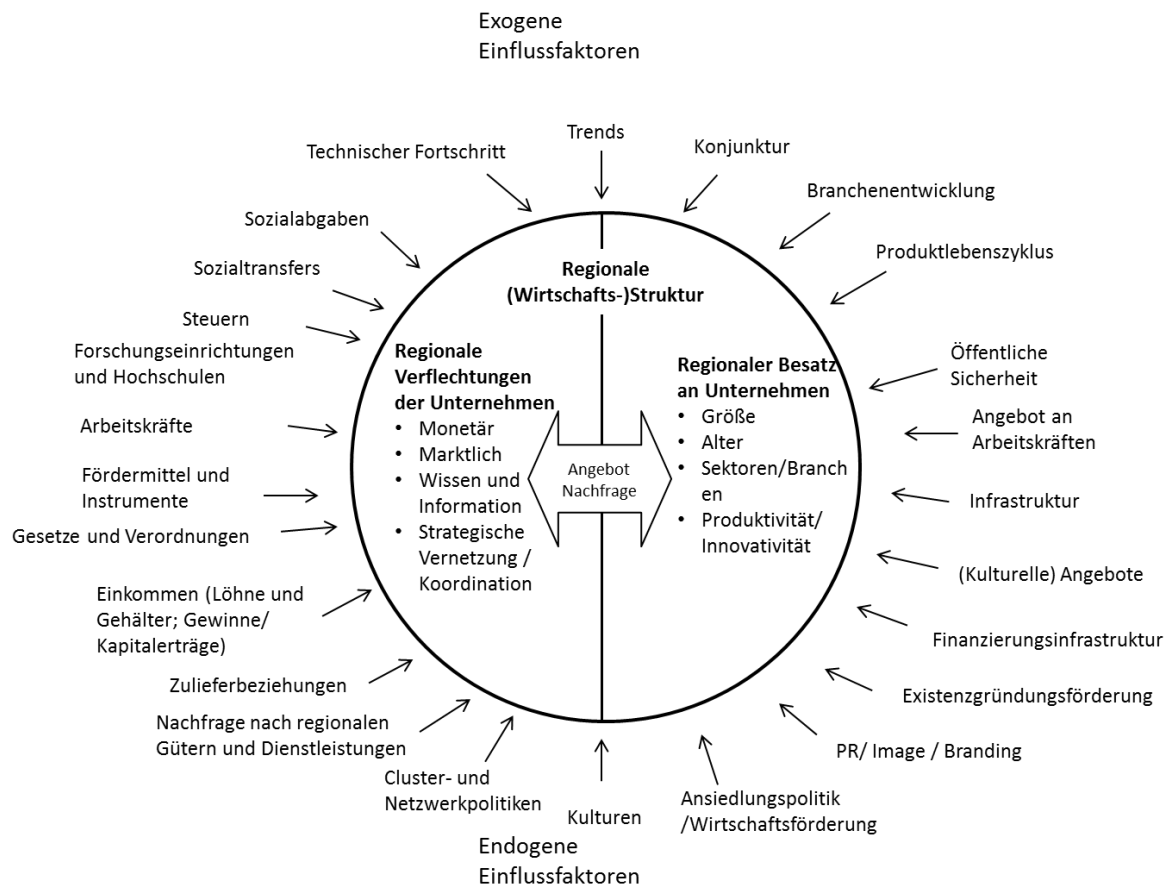 Exogene
Einflussfaktoren
Trends
Technischer Fortschritt
Konjunktur
Branchenentwicklung
Sozialabgaben
Produktlebenszyklus
Sozialtransfers
Regionale
(Wirtschafts-)Struktur
Steuern
Forschungseinrichtungen
und Hochschulen
Regionale
Verflechtungen
der Unternehmen
• Monetär
• Marktlich
• Wissen und
Information
• Strategische
Vernetzung /
Koordination
Angebot
Nachfrage
Regionaler Besatz
an Unternehmen
• Größe
• Alter
• Sektoren/Branch
en
• Produktivität/
Innovativität
Öffentliche
Sicherheit
Arbeitskräfte
Angebot an
Arbeitskräften
Fördermittel und
Instrumente
Infrastruktur
Gesetze und Verordnungen
(Kulturelle) Angebote
Einkommen (Löhne und
Gehälter; Gewinne/
Kapitalerträge)
Finanzierungsinfrastruktur
Zulieferbeziehungen
Existenzgründungsförderung
Nachfrage nach regionalen
Gütern und Dienstleistungen
PR/ Image / Branding
Cluster- und
Netzwerkpolitiken
Kulturen
Ansiedlungspolitik
/Wirtschaftsförderung
Endogene
Einflussfaktoren